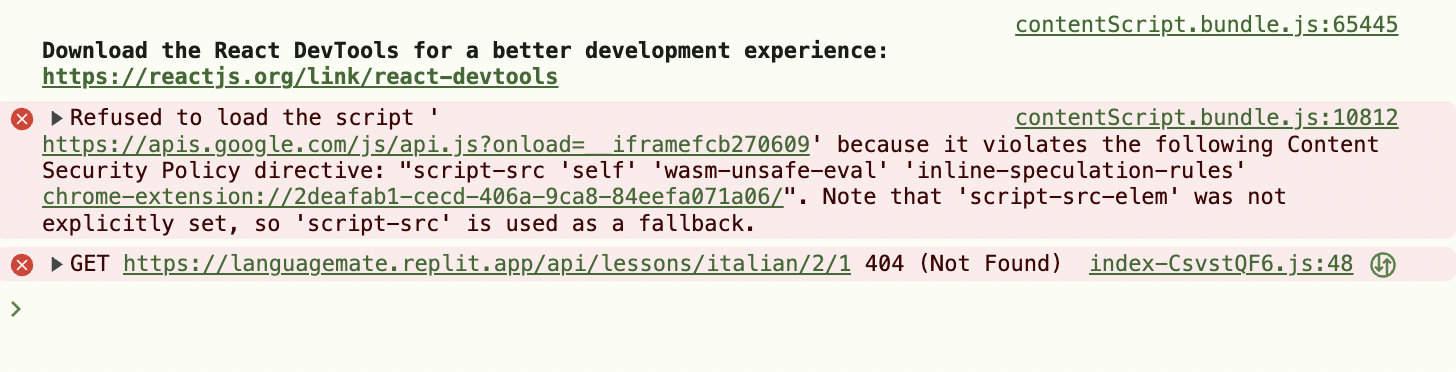 contentScript.bundle.js:65445
Download the React DevTools for a better development experience:
https://reactjs.org/link/react-devtools
Refused to load the script ' contentScript.bundle.js:10812
https://apis.google.com/js/api.js?onload=__iframefcb270609' because it violates the following Content
Security Policy directive: "script-src 'self' 'wasm-unsafe-eval' 'inline-speculation-rules'
chrome-extension://2deafab1-cecd-406a-9ca8-84eefa071a06/". Note that 'script-src-elem' was not
explicitly set, so 'script-src' is used as a fallback.
GET https://languagemate.replit.app/api/lessons/italian/2/1 404 (Not Found) index-CsvstQF6.js:48